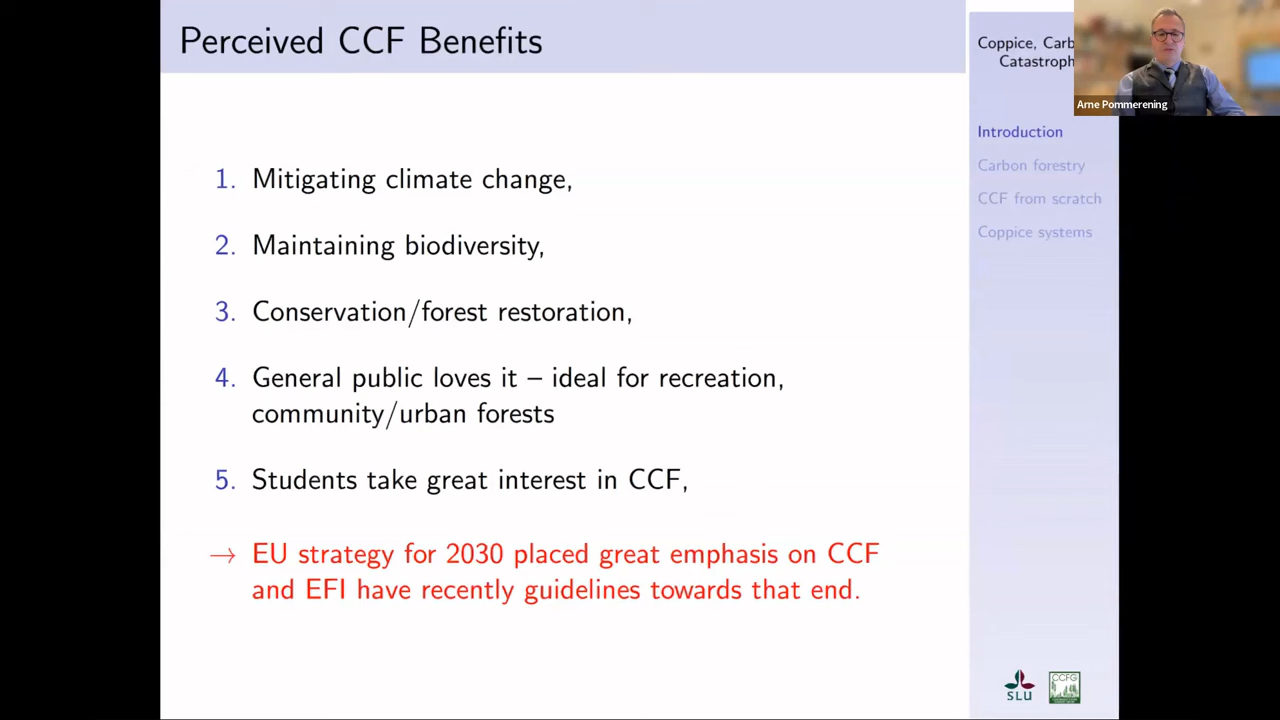 Perceived CCF Benefits
1. Mitigating climate change,
2. Maintaining biodiversity,
3. Conservation/forest restoration,
4. General public loves it – ideal for recreation,
community/urban forests
5. Students take great interest in CCF,
→ EU strategy for 2030 placed great emphasis on CCF
and EFI have recently guidelines towards that end.
Coppice, Carb
Catastroph
Introduction
Carbon forestry
CCF from scratch
Coppice systems
Arne Pommerening
SLU
CCFG